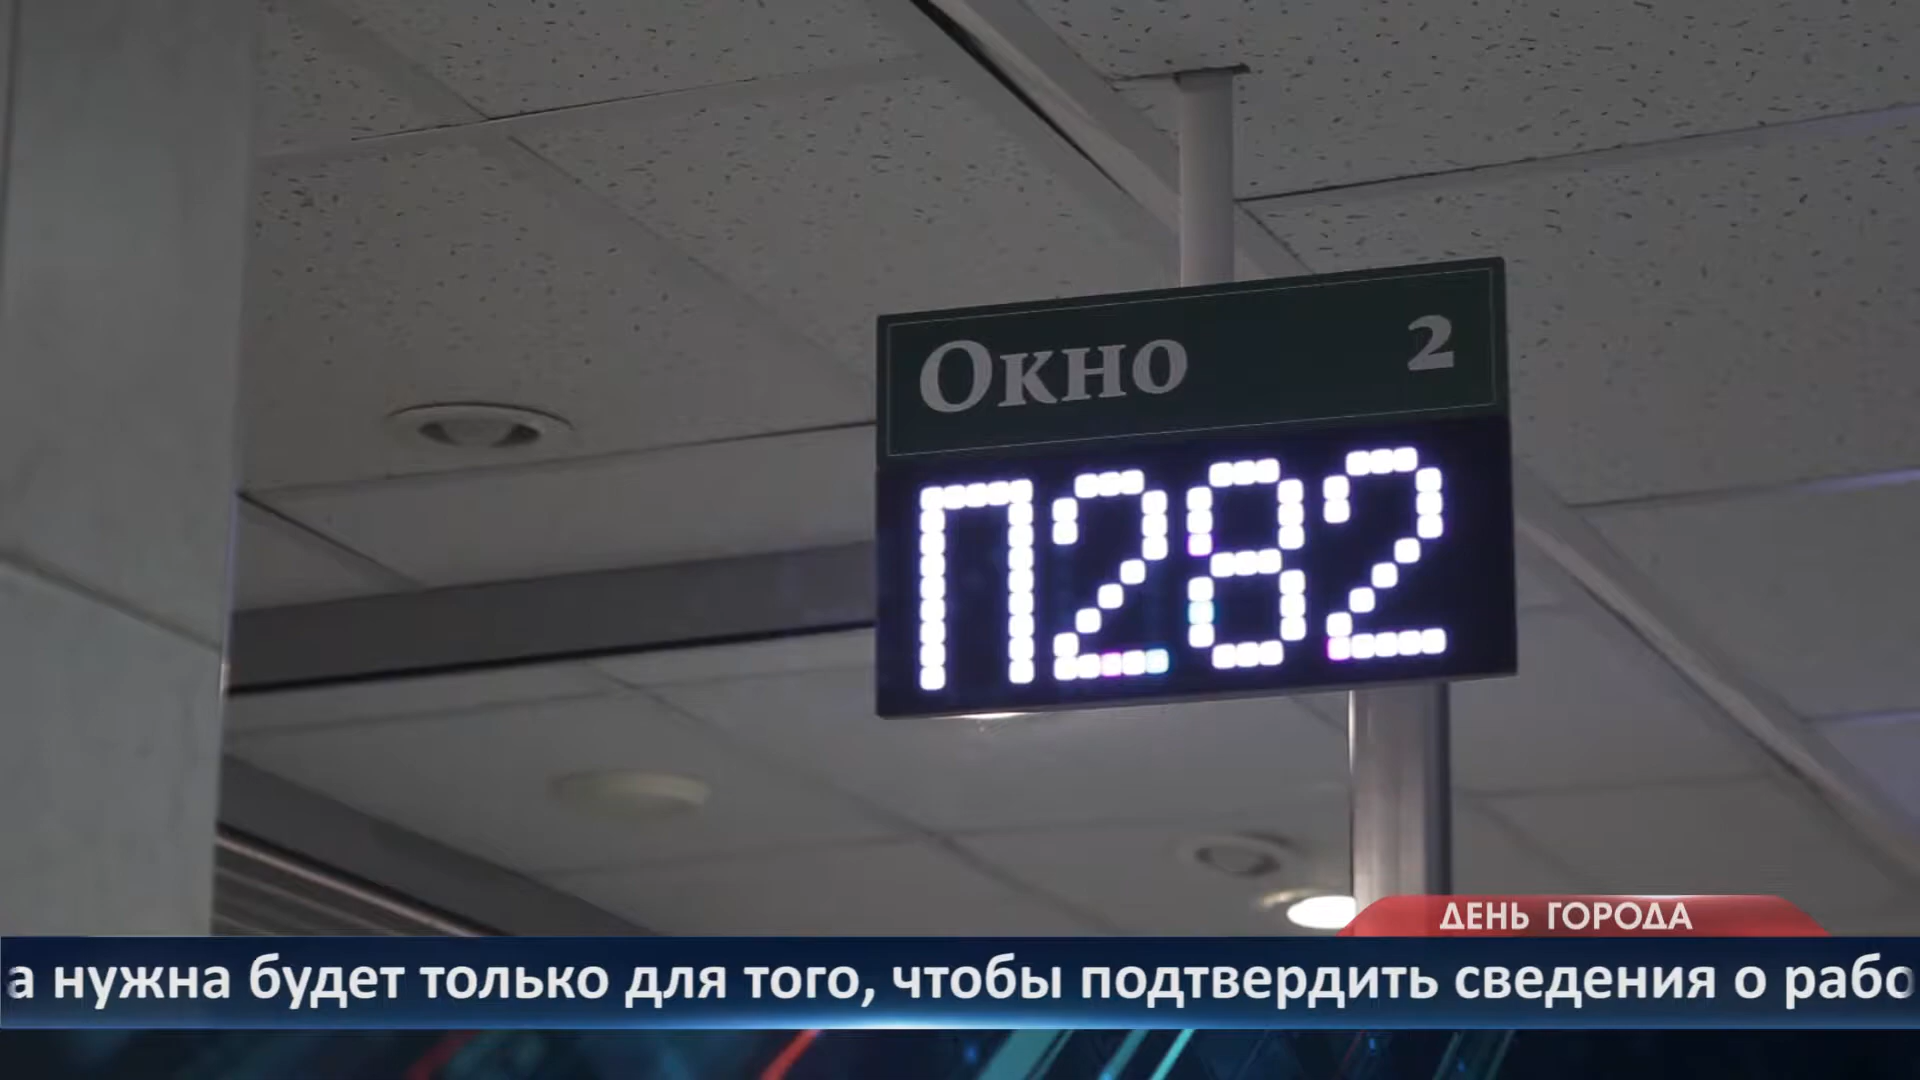 Окно 2
П282
ДЕНЬ ГОРОДА
а нужна будет только для того, чтобы подтвердить сведения о рабо